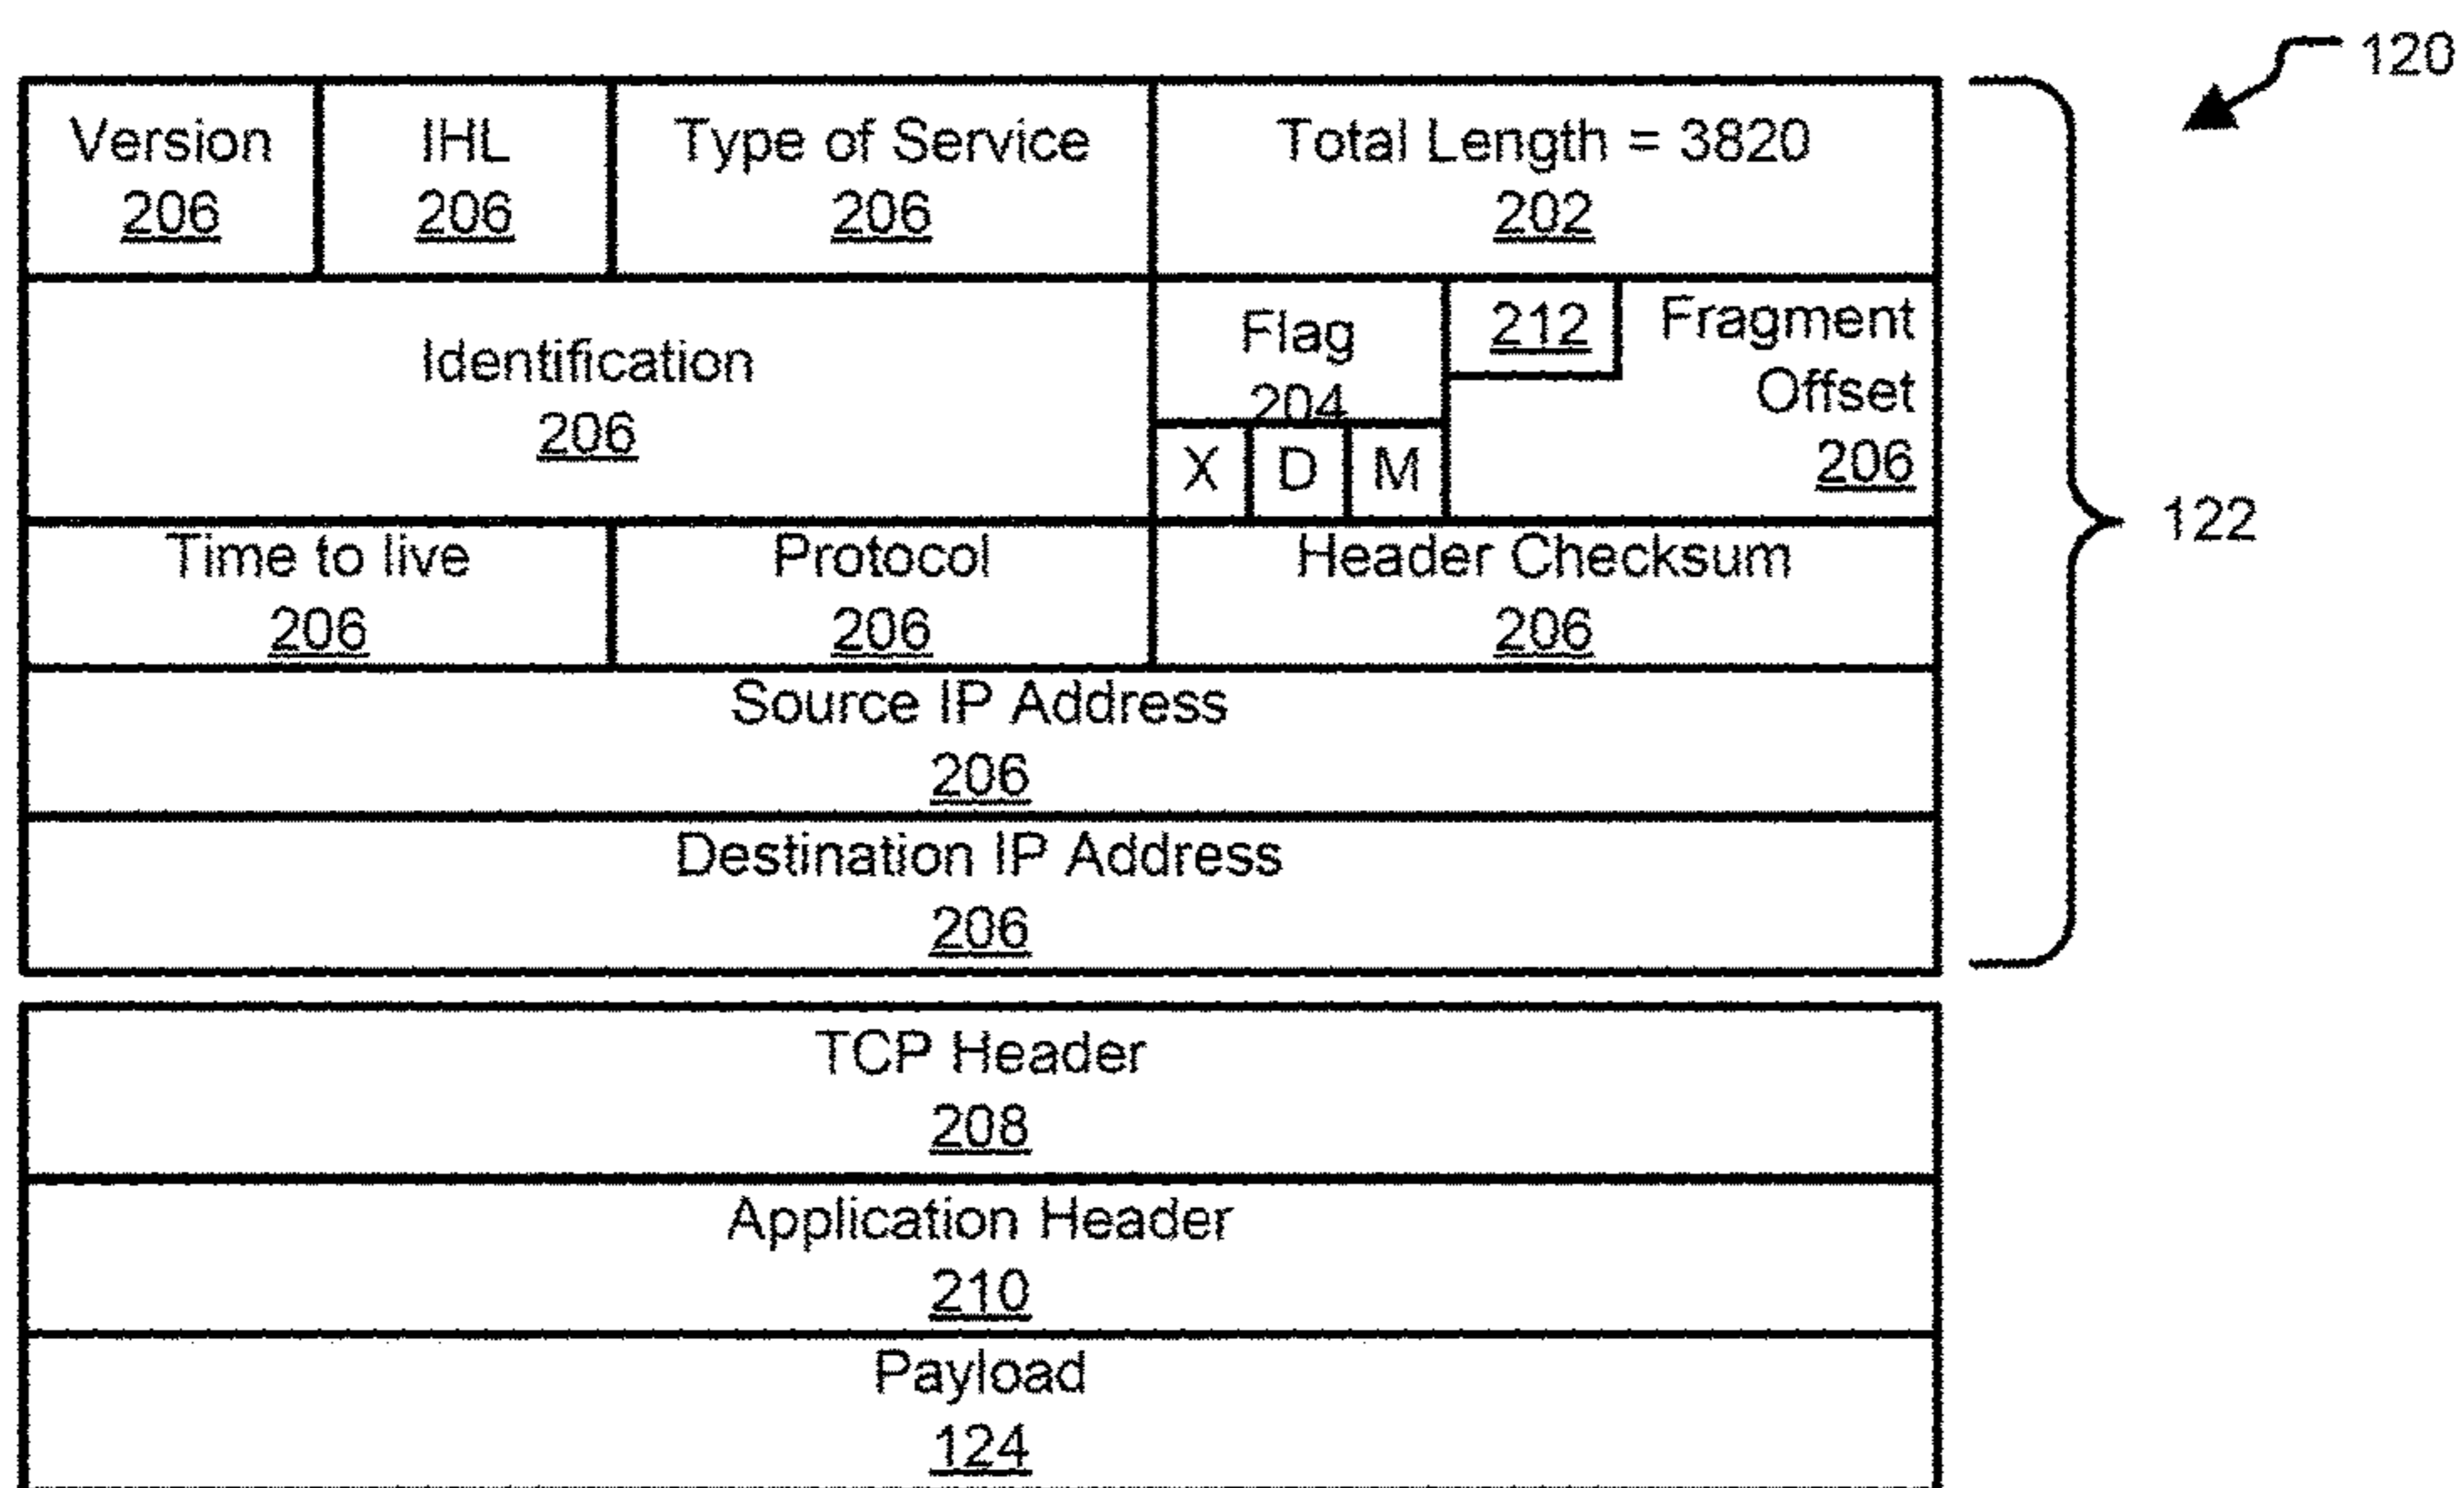 120
Version
206
IHL
206
Type of Service
206
Total Length = 3820
202
Identification
206
Flag
204
X D M
212
Fragment
Offset
206
122
Time to live
206
Protocol
206
Header Checksum
206
Source IP Address
206
Destination IP Address
206
TCP Header
208
Application Header
210
Payload
124